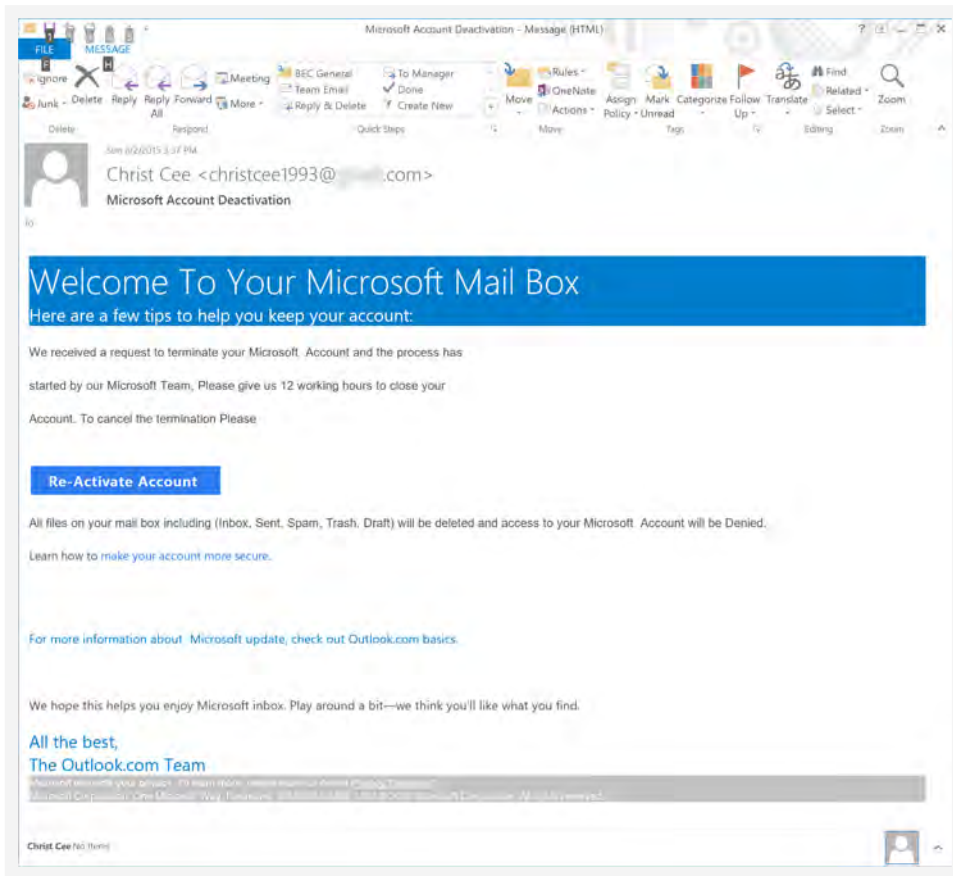 Microsoft Account Deactivation - Message (HTML)
FILE
MESSAGE
H
Ignore
Junk
Delete
Reply
Reply All
Forward
Meeting
More
BEC General
Team Email
Reply & Delete
To Manager
Done
Create New
Move
Rules
OneNote
Actions
Assign Policy
Mark Unread
Categorize
Follow Up
Translate
Find
Related
Select
Zoom
Delete
Respond
Quick Steps
Move
Tags
Editing
Zoom
Christ Cee <christcee1993@ .com>
Microsoft Account Deactivation
To
Welcome To Your Microsoft Mail Box
Here are a few tips to help you keep your account:
We received a request to terminate your Microsoft Account and the process has
started by our Microsoft Team, Please give us 12 working hours to close your
Account. To cancel the termination Please
Re-Activate Account
All files on your mail box including (Inbox, Sent, Spam, Trash, Draft) will be deleted and access to your Microsoft Account will be Denied.
Learn how to make your account more secure.
For more information about Microsoft update, check out Outlook.com basics.
We hope this helps you enjoy Microsoft inbox. Play around a bit—we think you'll like what you find.
All the best,
The Outlook.com Team
Christ Cee No Items